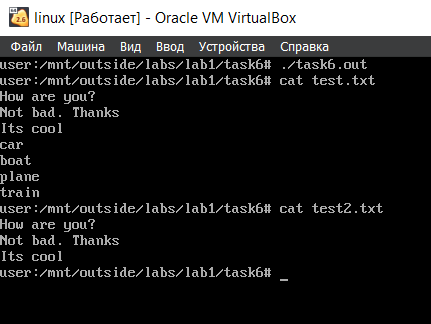 linux [Работает] - Oracle VM VirtualBox
Файл Машина Вид Ввод Устройства Справка
user:/mnt/outside/labs/lab1/task6# ./task6.out
user:/mnt/outside/labs/lab1/task6# cat test.txt
How are you?
Not bad. Thanks
Its cool
car
boat
plane
train
user:/mnt/outside/labs/lab1/task6# cat test2.txt
How are you?
Not bad. Thanks
Its cool
user:/mnt/outside/labs/lab1/task6# _